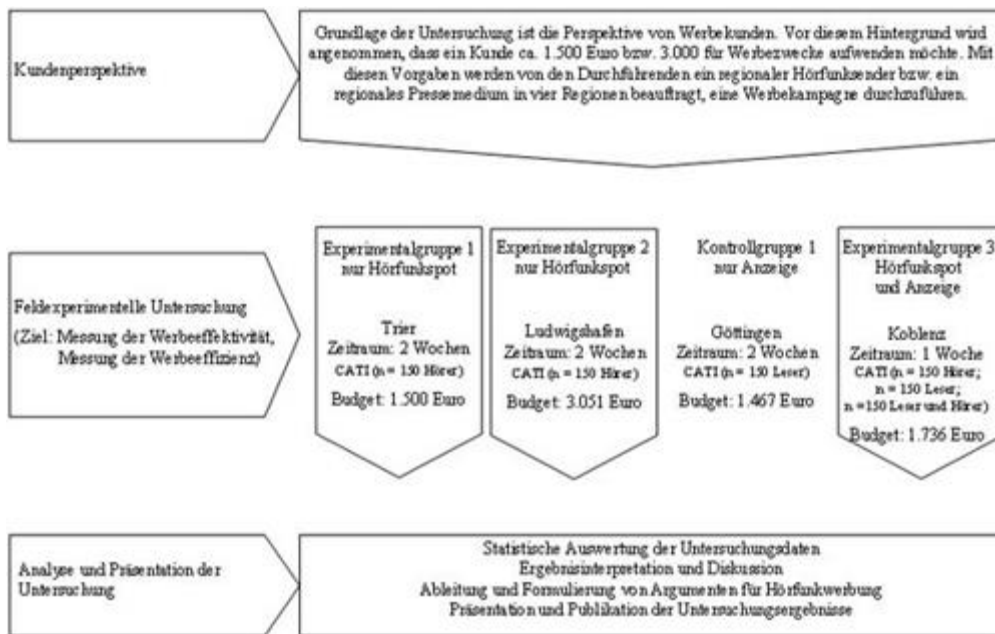 Kundenperspektive
Grundlage der Untersuchung ist die Perspektive von Werbekunden. Vor diesem Hintergrund wird
angenommen, dass ein Kunde ca. 1.500 Euro bzw. 3.000 für Werbezwecke aufwenden möchte. Mit
diesen Vorgaben werden von den Durchführenden ein regionaler Hörfunksender bzw. ein
regionales Pressemedium in vier Regionen beauftragt, eine Werbekampagne durchzuführen.
Feldexperimentelle Untersuchung
(Ziel: Messung der Werbeeffektivität,
Messung der Werbeeffizienz)
Experimentalgruppe 1
nur Hörfunkspot
Trier
Zeitraum: 2 Wochen
CATI (n = 150 Hörer)
Budget: 1.500 Euro
Experimentalgruppe 2
nur Hörfunkspot
Ludwigshafen
Zeitraum: 2 Wochen
CATI (n = 150 Hörer)
Budget: 3.051 Euro
Kontrollgruppe 1
nur Anzeige
Göttingen
Zeitraum: 2 Wochen
CATI (n = 150 Leser)
Budget: 1.467 Euro
Experimentalgruppe 3
Hörfunkspot
und Anzeige
Koblenz
Zeitraum: 1 Woche
CATI (n = 150 Hörer;
n = 150 Leser;
n =150 Leser und Hörer)
Budget: 1.736 Euro
Analyse und Präsentation der
Untersuchung
Statistische Auswertung der Untersuchungsdaten
Ergebnisinterpretation und Diskussion
Ableitung und Formulierung von Argumenten für Hörfunkwerbung
Präsentation und Publikation der Untersuchungsergebnisse